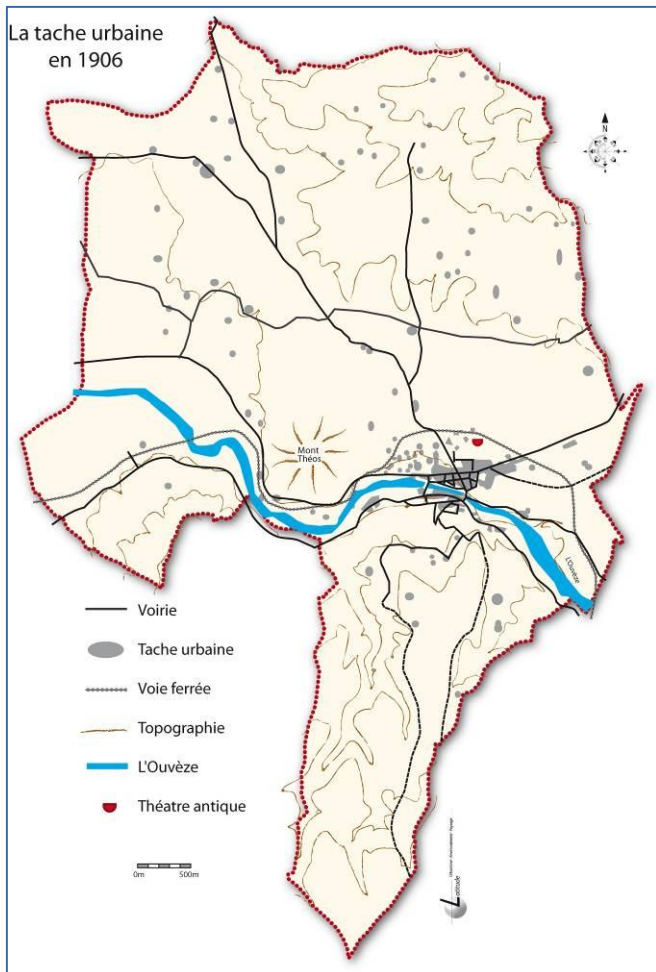 La tache urbaine
en 1906
N
Mont
Théos
L'Ouvèze
Voirie
Tache urbaine
Voie ferrée
Topographie
L'Ouvèze
Théatre antique
0m 500m
Latitude